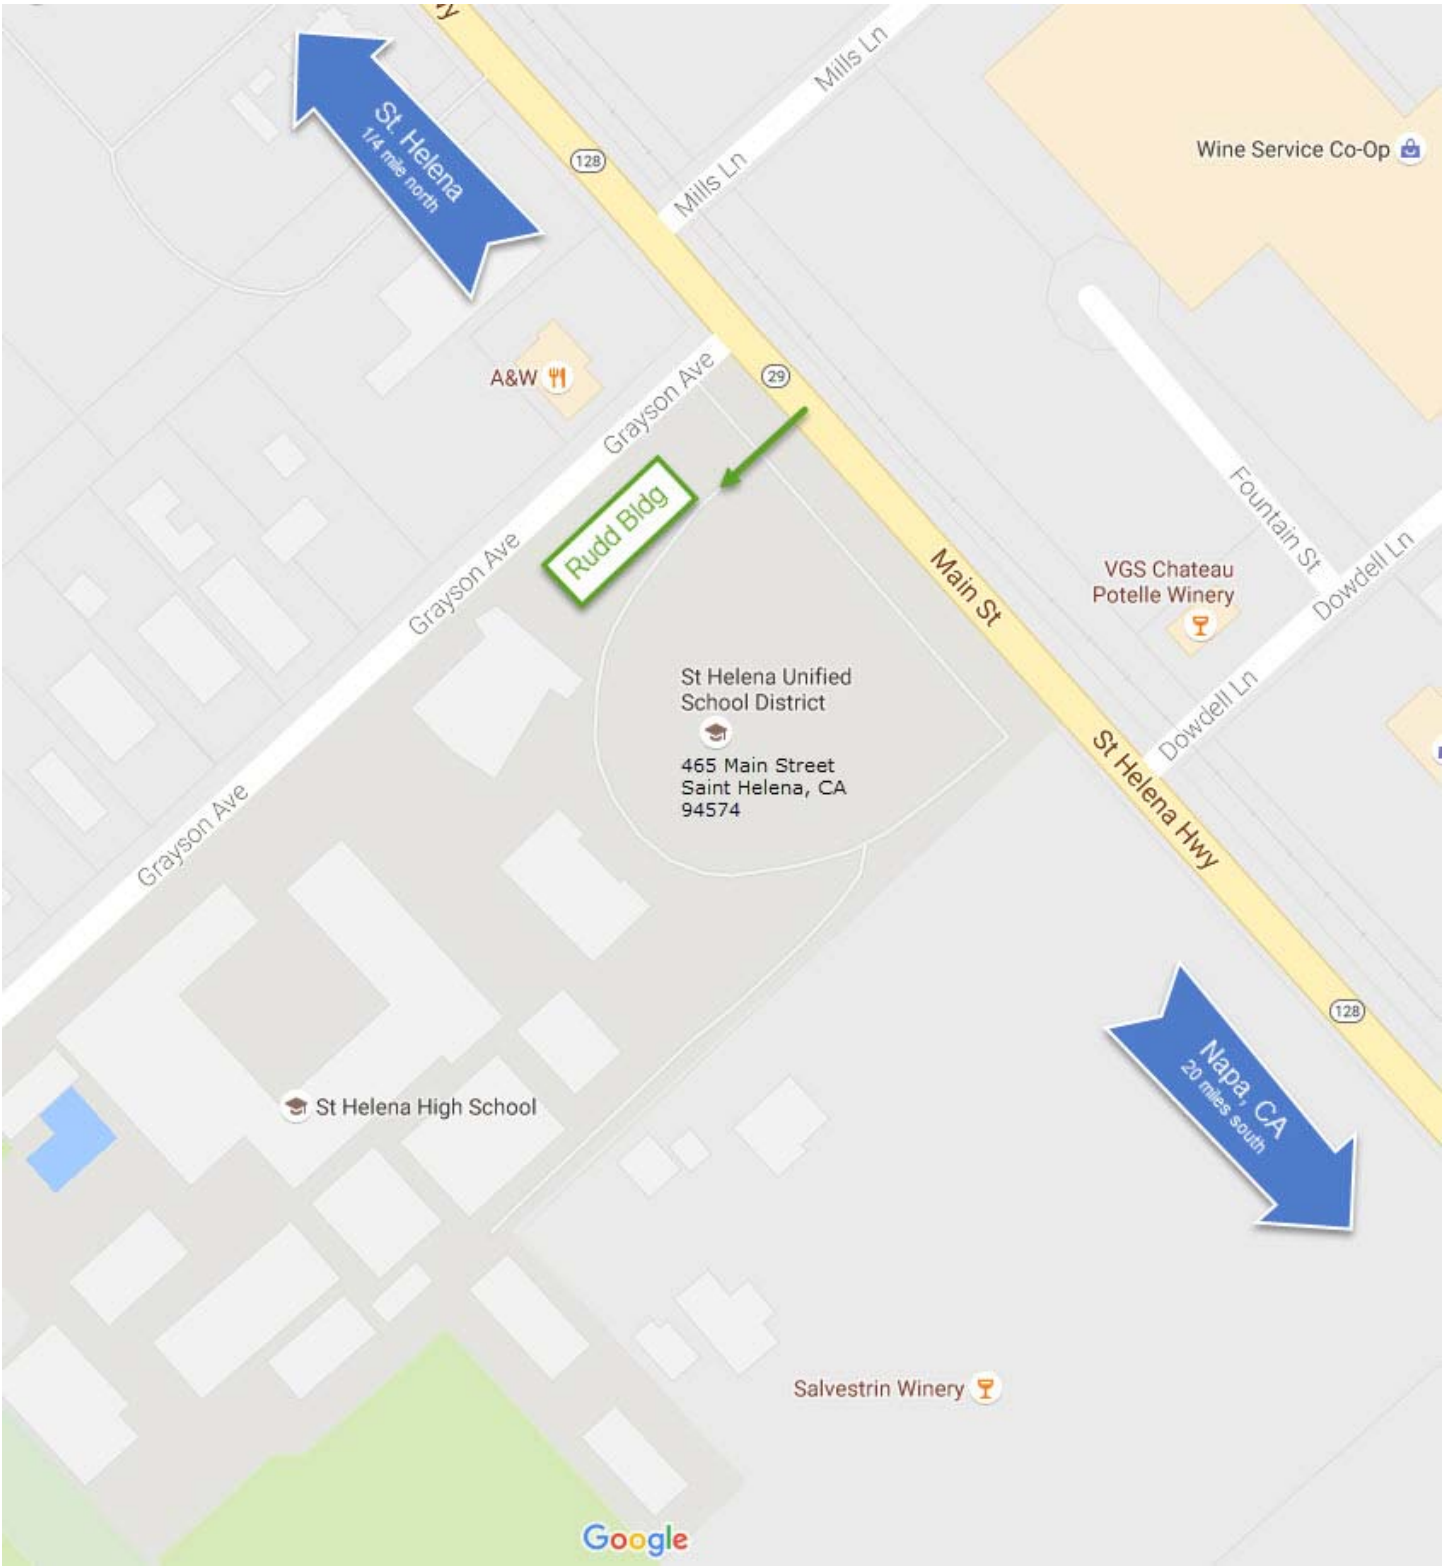 Mills Ln
St. Helena
1/4 mile north
128
Mills Ln
Wine Service Co-Op
A&W
Grayson Ave
29
Rudd Bldg
Fountain St
Main St
Grayson Ave
Dowdell Ln
VGS Chateau
Potelle Winery
St Helena Unified
School District
465 Main Street
Saint Helena, CA
94574
Dowdell Ln
St Helena Hwy
Grayson Ave
128
Napa, CA
20 miles south
St Helena High School
Salvestrin Winery
Google